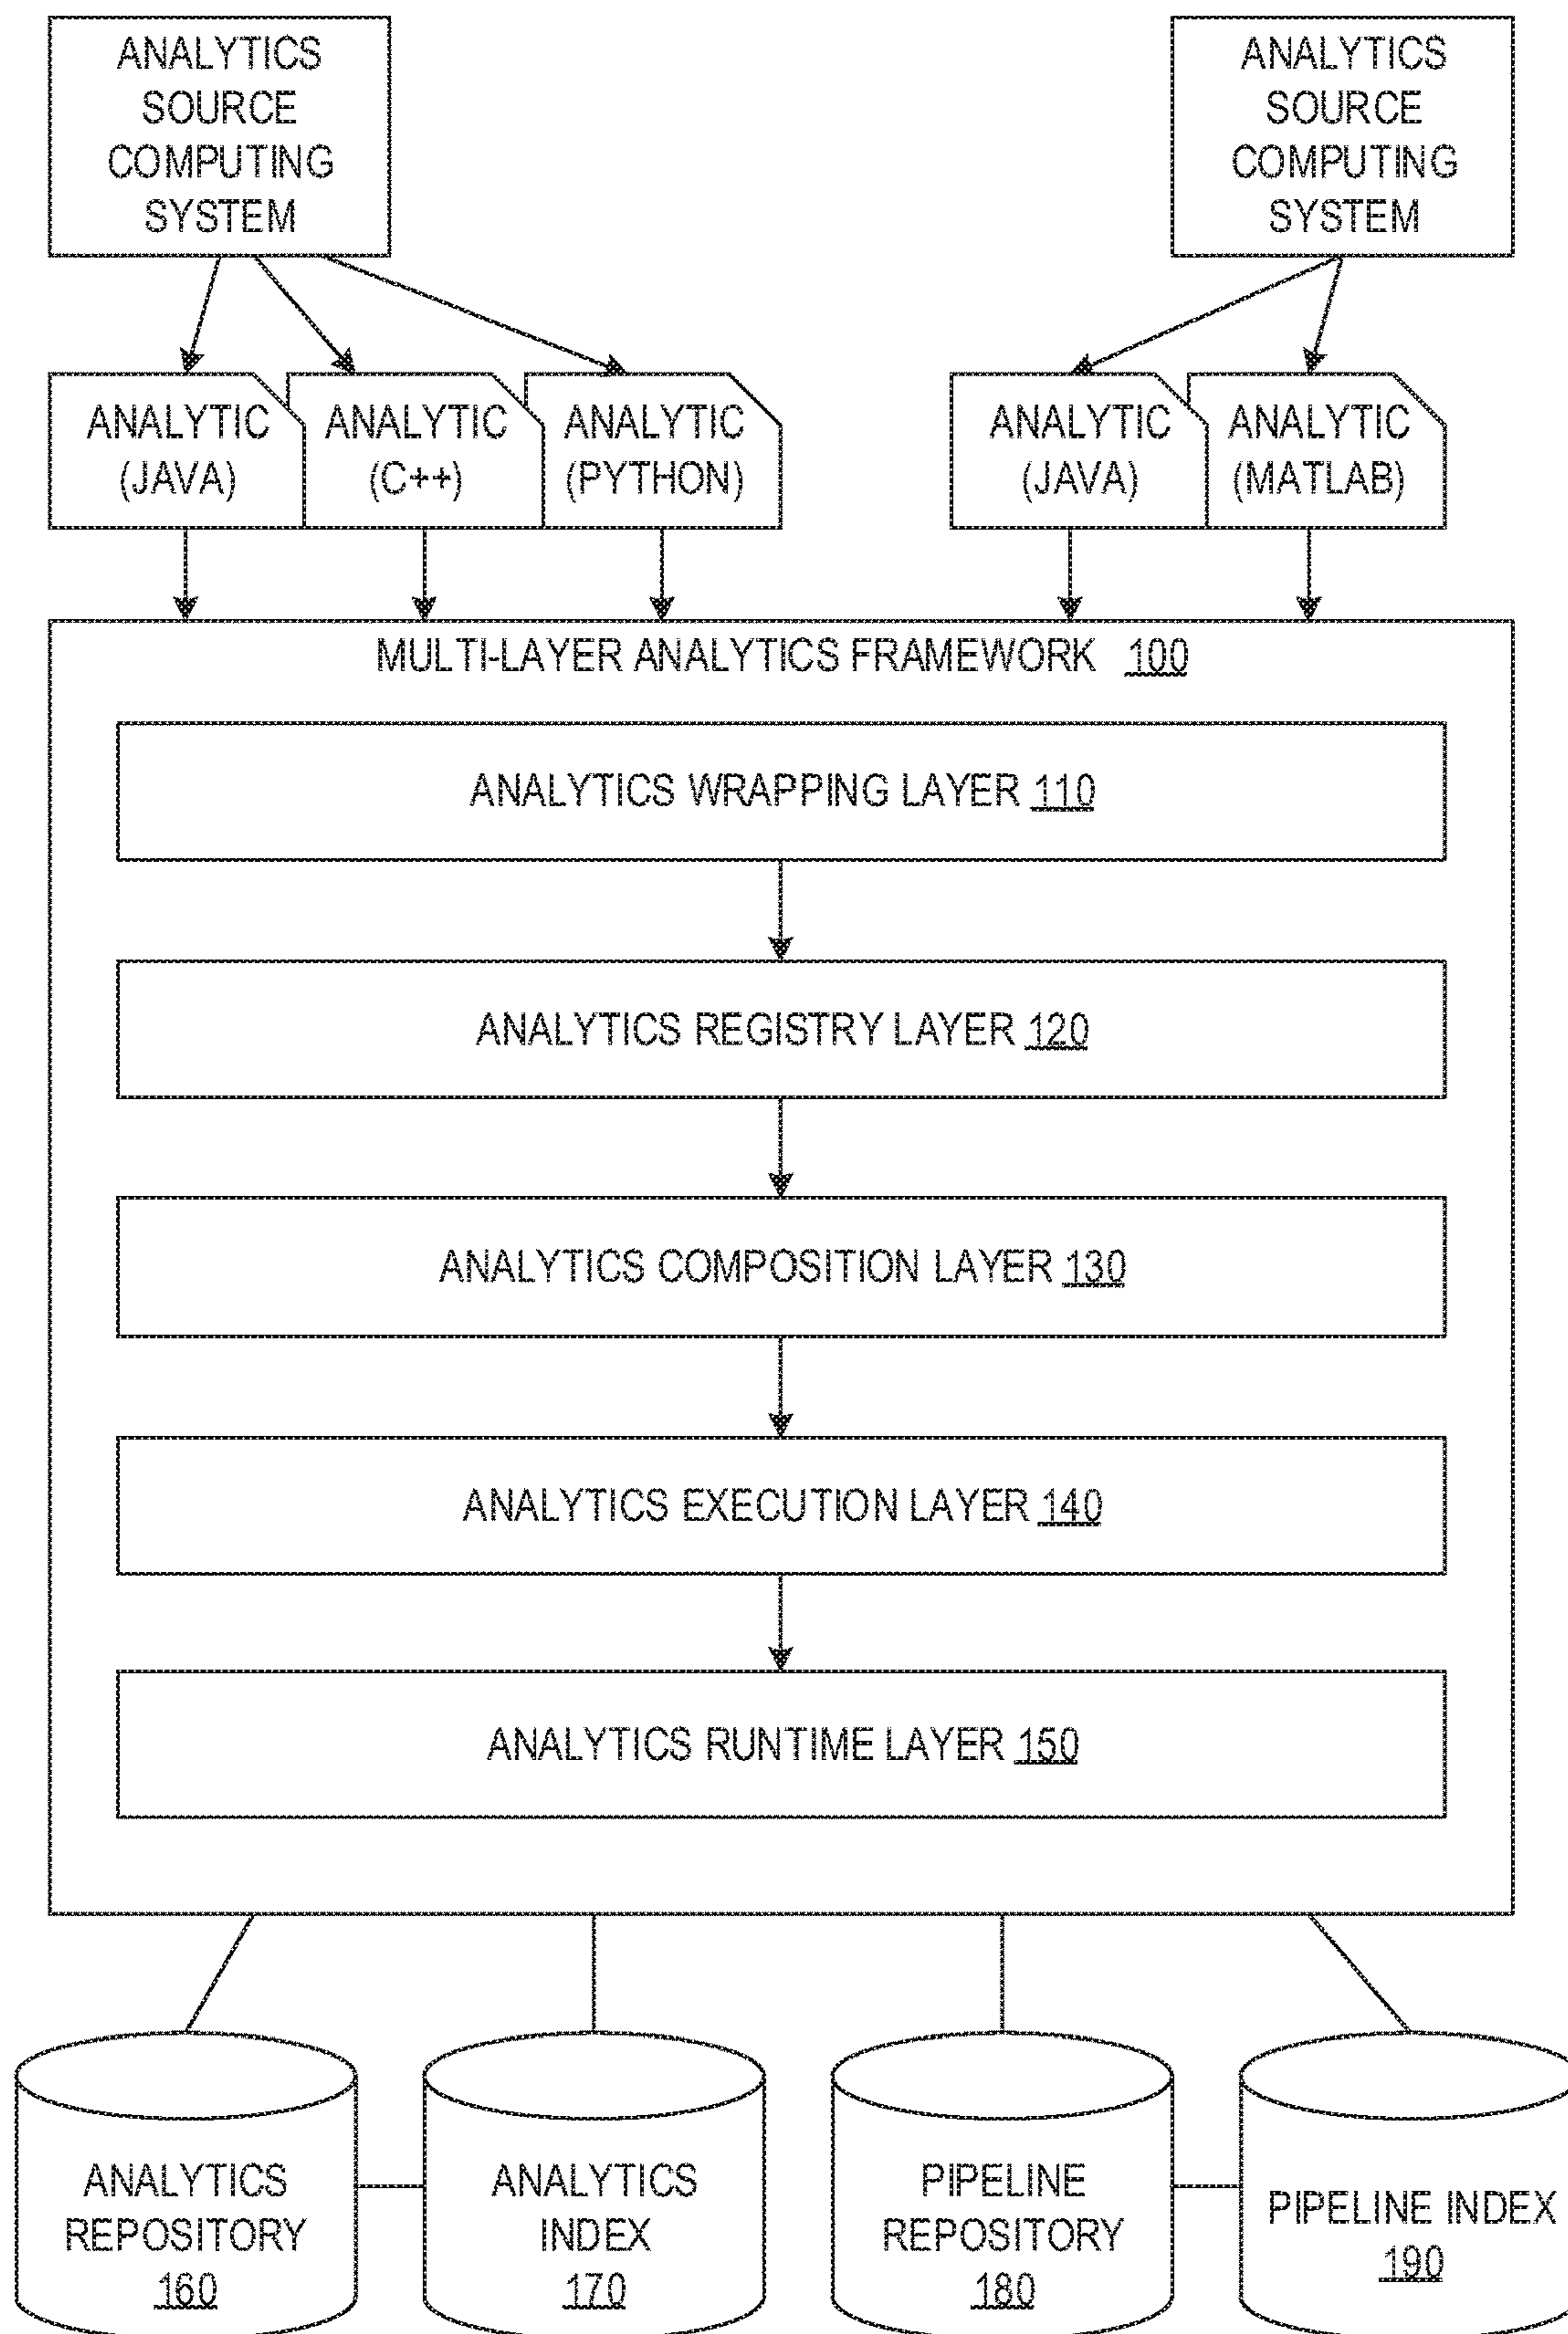 ANALYTICS
SOURCE
COMPUTING
SYSTEM
ANALYTICS
SOURCE
COMPUTING
SYSTEM
ANALYTIC
(JAVA)
ANALYTIC
(C++)
ANALYTIC
(PYTHON)
ANALYTIC
(JAVA)
ANALYTIC
(MATLAB)
MULTI-LAYER ANALYTICS FRAMEWORK 100
ANALYTICS WRAPPING LAYER 110
ANALYTICS REGISTRY LAYER 120
ANALYTICS COMPOSITION LAYER 130
ANALYTICS EXECUTION LAYER 140
ANALYTICS RUNTIME LAYER 150
ANALYTICS
REPOSITORY
160
ANALYTICS
INDEX
170
PIPELINE
REPOSITORY
180
PIPELINE INDEX
190